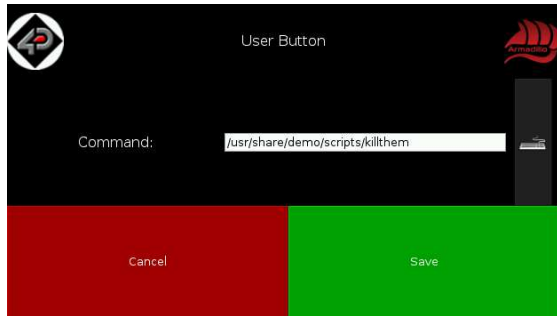 User Button
Armadillo
Command:
/usr/share/demo/scripts/killthem
Cancel
Save